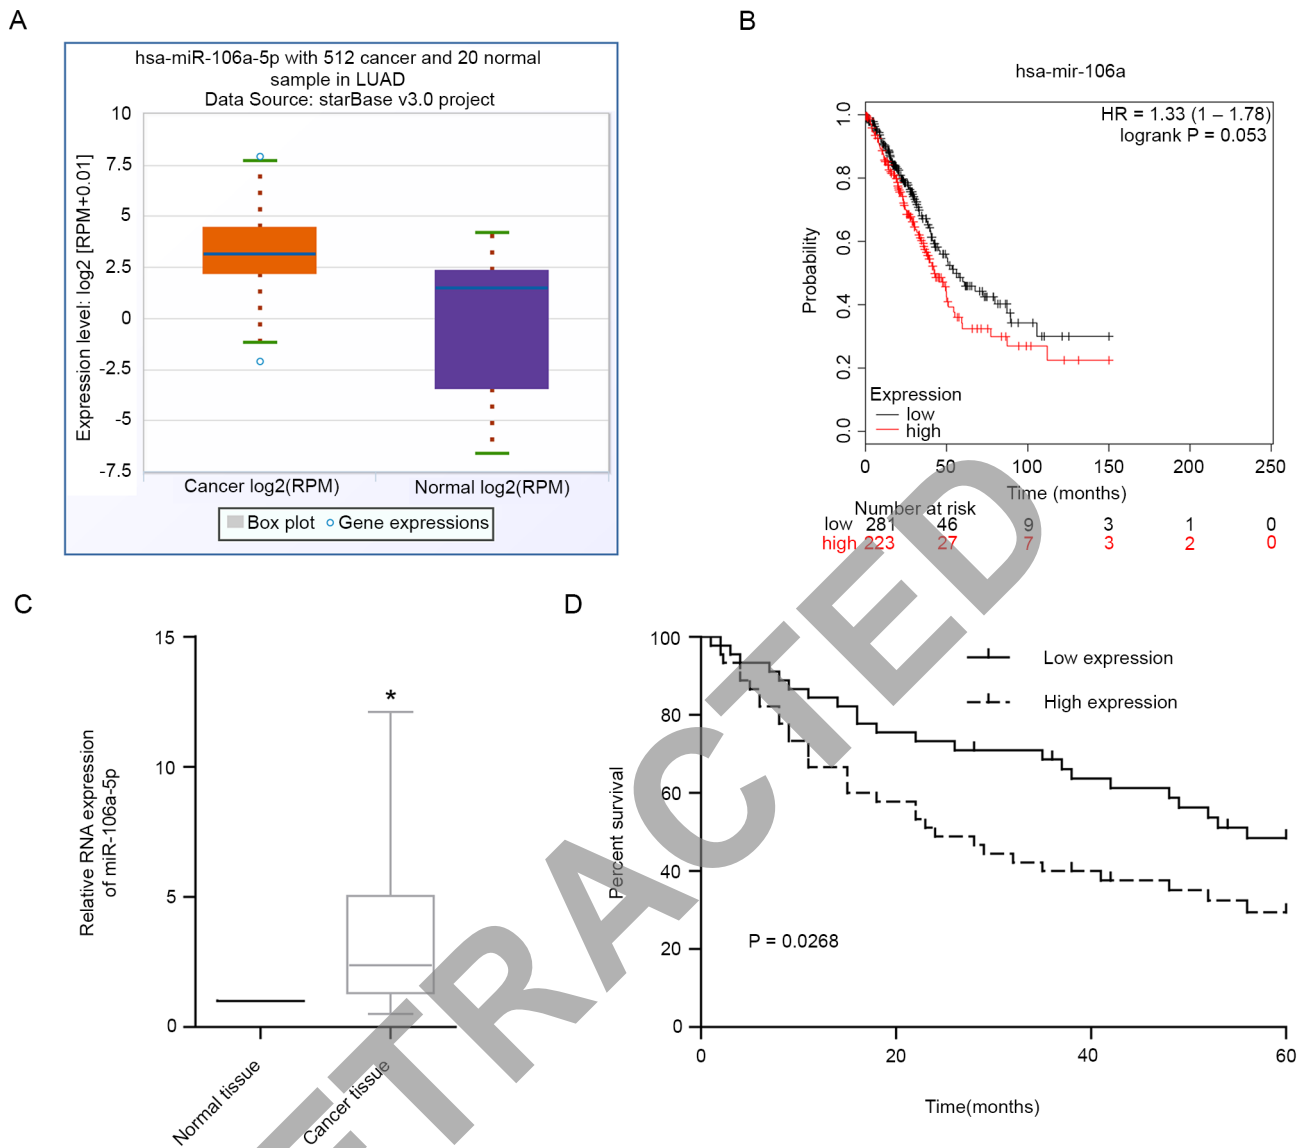 A
hsa-miR-106a-5p with 512 cancer and 20 normal
sample in LUAD
Data Source: starBase v3.0 project
Expression level: log2 [RPM+0.01]
10
7.5
5
2.5
0
-2.5
-5
-7.5
Cancer log2(RPM)
Normal log2(RPM)
Box plot
Gene expressions
B
hsa-mir-106a
HR = 1.33 (1 – 1.78)
logrank P = 0.053
Probability
1.0
0.8
0.6
0.4
0.2
0.0
Expression
low
high
0 50 100 150 200 250
Time (months)
Number at risk
low 281 46 9 3 1 0
high 223 27 7 3 2 0
C
Relative RNA expression
of miR-106a-5p
15
10
5
0
*
Normal tissue
Cancer tissue
D
Percent survival
100
80
60
40
20
0
Low expression
High expression
P = 0.0268
0 20 40 60
Time(months)
RETRACTED